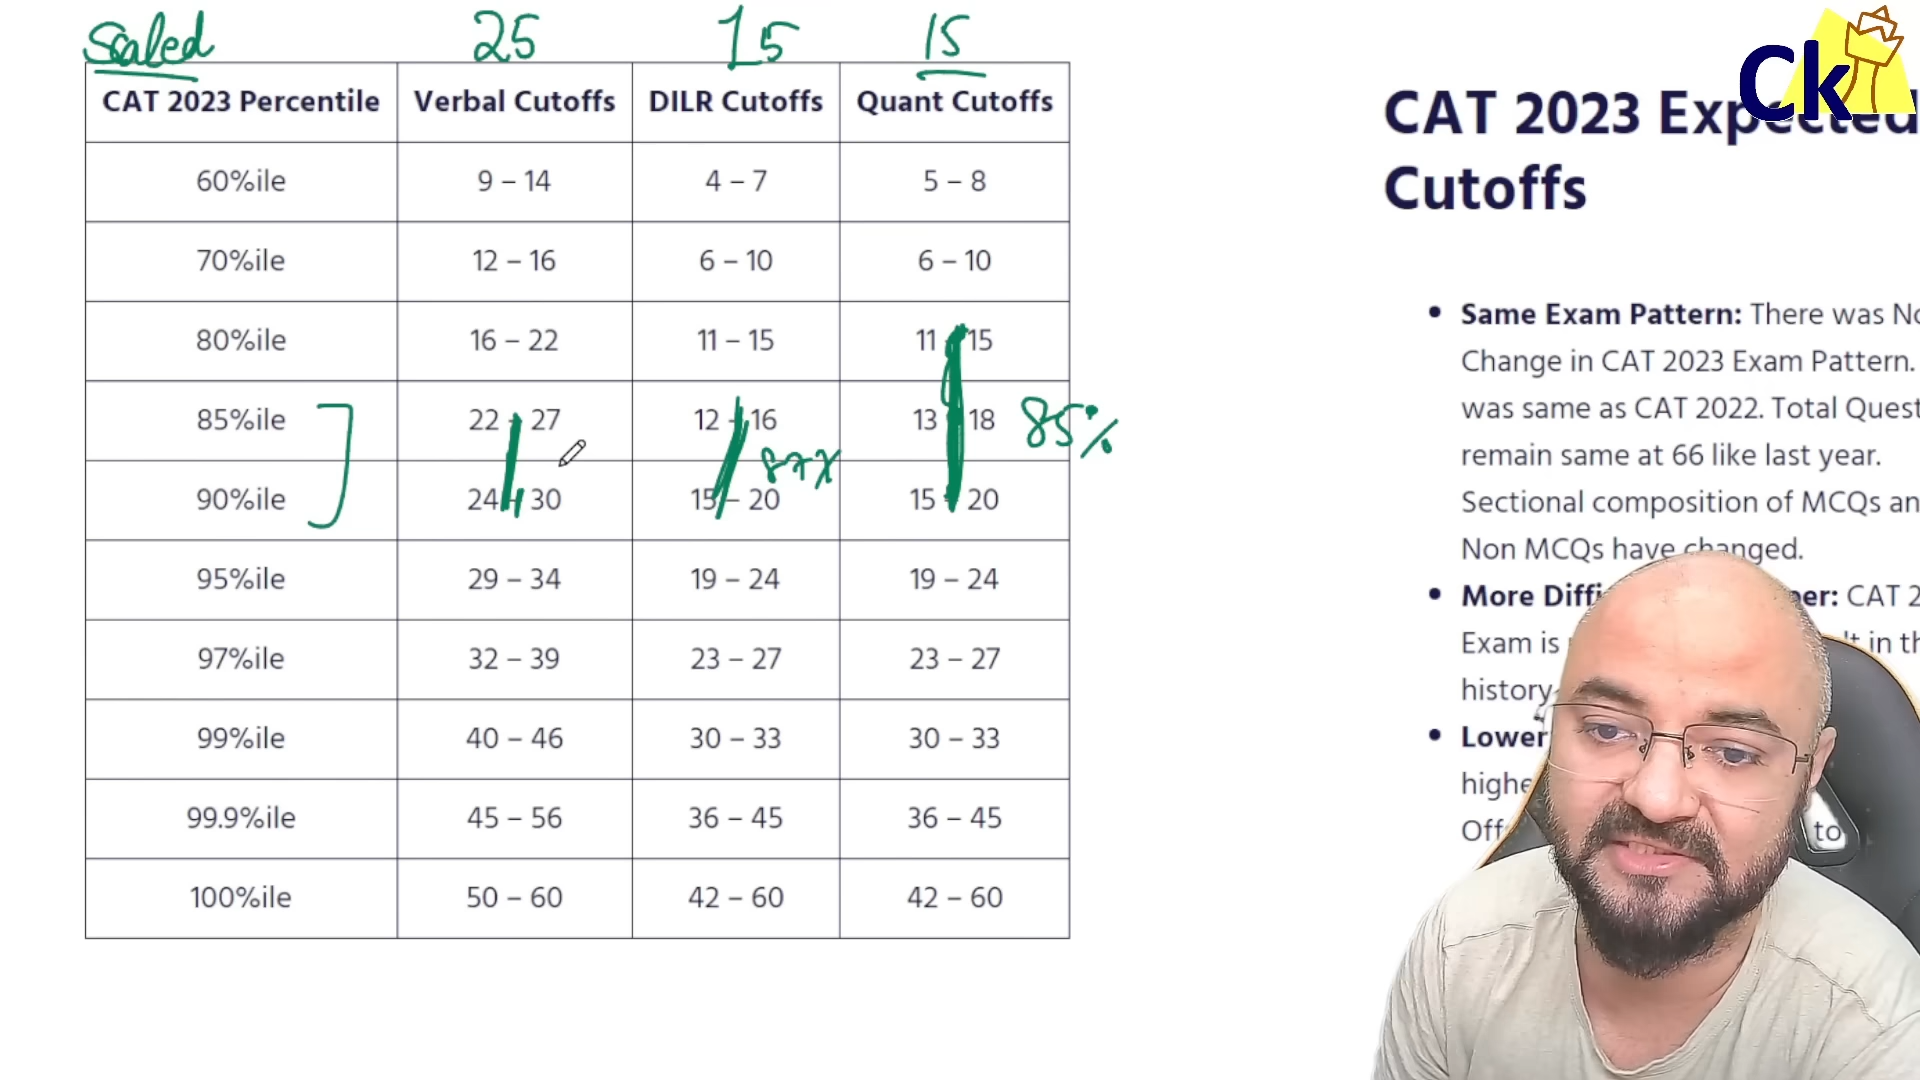 Scaled 25 15 15
CAT 2023 Percentile Verbal Cutoffs DILR Cutoffs Quant Cutoffs
60%ile 9 – 14 4 – 7 5 – 8
70%ile 12 – 16 6 – 10 6 – 10
80%ile 16 – 22 11 – 15 11 15
85%ile 22 27 12 16 13 18 85%
87%
90%ile 24 30 15 – 20 15 20
95%ile 29 – 34 19 – 24 19 – 24
97%ile 32 – 39 23 – 27 23 – 27
99%ile 40 – 46 30 – 33 30 – 33
99.9%ile 45 – 56 36 – 45 36 – 45
100%ile 50 – 60 42 – 60 42 – 60
Ck
CAT 2023 Expected
Cutoffs
• Same Exam Pattern: There was No
Change in CAT 2023 Exam Pattern.
was same as CAT 2022. Total Quest
remain same at 66 like last year.
Sectional composition of MCQs an
Non MCQs have changed.
• More Diffi er: CAT 2
Exam is 't in th
history
• Lower
highe
Off to